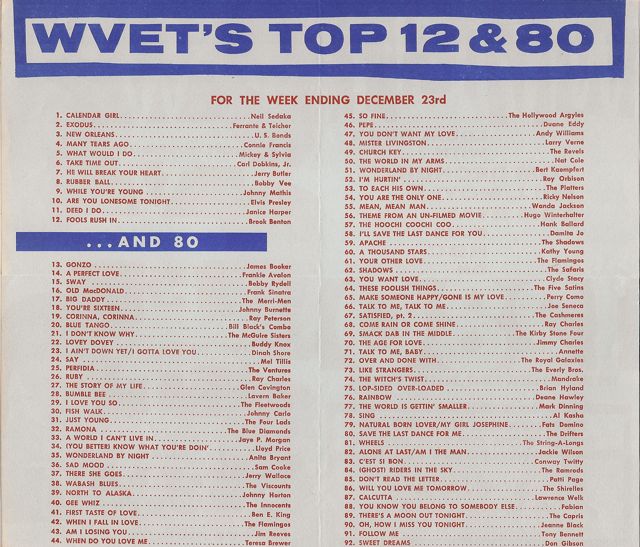 WVET'S TOP 12 & 80
FOR THE WEEK ENDING DECEMBER 23rd
1. CALENDAR GIRL Neil Sedaka
2. EXODUS Ferrante & Teicher
3. NEW ORLEANS U. S. Bonds
4. MANY TEARS AGO Connie Francis
5. WHAT WOULD I DO Mickey & Sylvia
6. TAKE TIME OUT Carl Dobkins, Jr.
7. HE WILL BREAK YOUR HEART Jerry Butler
8. RUBBER BALL Bobby Vee
9. WHILE YOU'RE YOUNG Johnny Mathis
10. ARE YOU LONESOME TONIGHT Elvis Presley
11. DEED I DO Janice Harper
12. FOOLS RUSH IN Brook Benton
...AND 80
13. GONZO James Booker
14. A PERFECT LOVE Frankie Avalon
15. SWAY Bobby Rydell
16. OLD McDONALD Frank Sinatra
17. BIG DADDY The Merri-Men
18. YOU'RE SIXTEEN Johnny Burnette
19. CORINNA, CORINNA Ray Peterson
20. BLUE TANGO Bill Black's Combo
21. I DON'T KNOW WHY The McGuire Sisters
22. LOVEY DOVEY Buddy Knox
23. I AIN'T DOWN YET/I GOTTA LOVE YOU Dinah Shore
24. SAY Mel Tillis
25. PERFIDIA The Ventures
26. RUBY Ray Charles
27. THE STORY OF MY LIFE Glen Covington
28. BUMBLE BEE Lavern Baker
29. I LOVE YOU SO The Fleetwoods
30. FISH WALK Johnny Carlo
31. JUST YOUNG The Four Lads
32. RAMONA The Blue Diamonds
33. A WORLD I CAN'T LIVE IN Jaye P. Morgan
34. (YOU BETTER) KNOW WHAT YOU'RE DOIN' Lloyd Price
35. WONDERLAND BY NIGHT Anita Bryant
36. SAD MOOD Sam Cooke
37. THERE SHE GOES Jerry Wallace
38. WABASH BLUES The Viscounts
39. NORTH TO ALASKA Johnny Horton
40. GEE WHIZ The Innocents
41. FIRST TASTE OF LOVE Ben E. King
42. WHEN I FALL IN LOVE The Flamingos
43. AM I LOSING YOU Jim Reeves
44. WHEN DO YOU LOVE ME Teresa Brewer
45. SO FINE The Hollywood Argyles
46. PEPE Duane Eddy
47. YOU DON'T WANT MY LOVE Andy Williams
48. MISTER LIVINGSTON Larry Verne
49. CHURCH KEY The Revels
50. THE WORLD IN MY ARMS Nat Cole
51. WONDERLAND BY NIGHT Bert Kaempfert
52. I'M HURTIN' Roy Orbison
53. TO EACH HIS OWN The Platters
54. YOU ARE THE ONLY ONE Ricky Nelson
55. MEAN, MEAN MAN Wanda Jackson
56. THEME FROM AN UN-FILMED MOVIE Hugo Winterhalter
57. THE HOOCHI COOCHI COO Hank Ballard
58. I'LL SAVE THE LAST DANCE FOR YOU Damita Jo
59. APACHE The Shadows
60. A THOUSAND STARS Kathy Young
61. YOUR OTHER LOVE The Flamingos
62. SHADOWS The Safaris
63. YOU WANT LOVE Clyde Stacy
64. THESE FOOLISH THINGS The Five Satins
65. MAKE SOMEONE HAPPY/GONE IS MY LOVE Perry Como
66. TALK TO ME, TALK TO ME Joe Seneca
67. SATISFIED, pt. 2 The Cashmeres
68. COME RAIN OR COME SHINE Ray Charles
69. SMACK DAB IN THE MIDDLE The Kirby Stone Four
70. THE AGE FOR LOVE Jimmy Charles
71. TALK TO ME, BABY Annette
72. OVER AND DONE WITH The Royal Galaxies
73. LIKE STRANGERS The Everly Bros.
74. THE WITCH'S TWIST Mandrake
75. LOP-SIDED OVER-LOADED Brian Hyland
76. RAINBOW Deane Hawley
77. THE WORLD IS GETTIN' SMALLER Mark Dinning
78. SING Al Kasha
79. NATURAL BORN LOVER/MY GIRL JOSEPHINE Fats Domino
80. SAVE THE LAST DANCE FOR ME The Drifters
81. WHEELS The String-A-Longs
82. ALONE AT LAST/AM I THE MAN Jackie Wilson
83. C'EST SI BON Conway Twitty
84. (GHOST) RIDERS IN THE SKY The Ramrods
85. DON'T READ THE LETTER Patti Page
86. WILL YOU LOVE ME TOMORROW The Shirelles
87. CALCUTTA Lawrence Welk
88. YOU KNOW YOU BELONG TO SOMEBODY ELSE Fabian
89. THERE'S A MOON OUT TONIGHT The Capris
90. OH, HOW I MISS YOU TONIGHT Jeanne Black
91. FOLLOW ME Tony Bennett
92. SWEET DREAMS Don Gibson